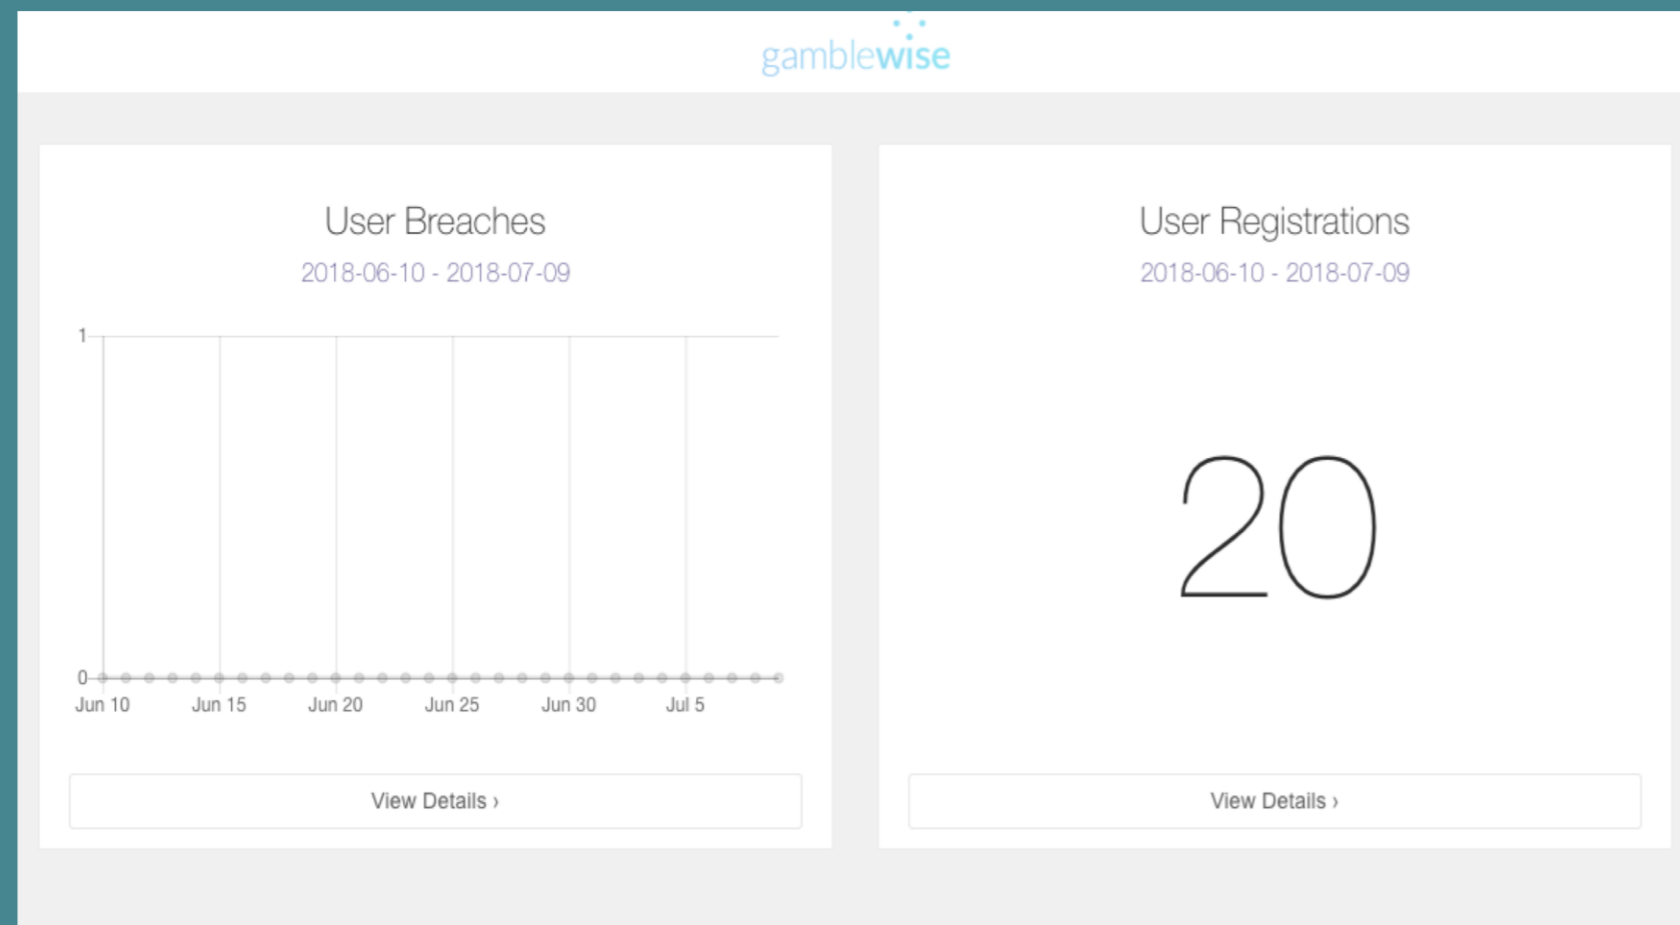 gamblewise
User Breaches
2018-06-10 - 2018-07-09
1
0
Jun 10 Jun 15 Jun 20 Jun 25 Jun 30 Jul 5
View Details ›
User Registrations
2018-06-10 - 2018-07-09
20
View Details ›